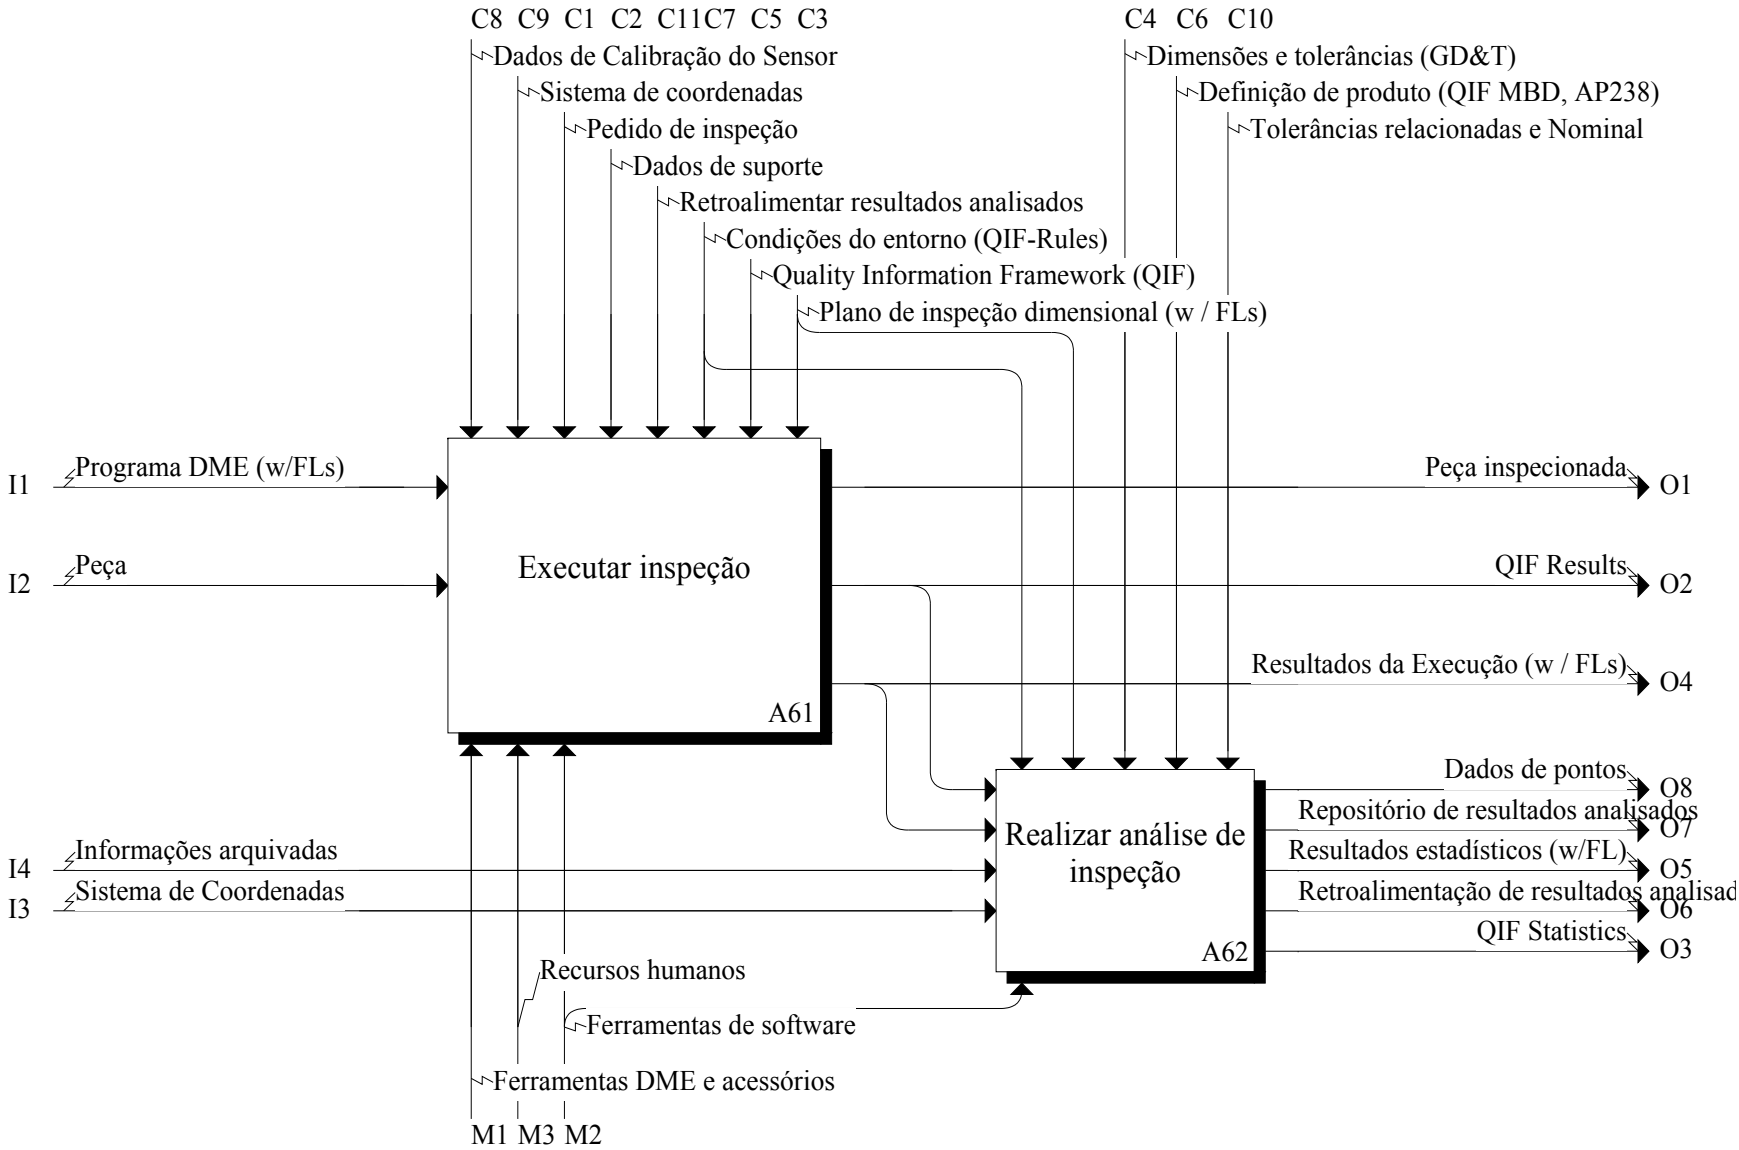 C8 C9 C1 C2 C11 C7 C5 C3 C4 C6 C10
Dados de Calibração do Sensor
Dimensões e tolerâncias (GD&T)
Sistema de coordenadas
Definição de produto (QIF MBD, AP238)
Pedido de inspeção
Tolerâncias relacionadas e Nominal
Dados de suporte
Retroalimentar resultados analisados
Condições do entorno (QIF-Rules)
Quality Information Framework (QIF)
Plano de inspeção dimensional (w / FLs)
I1
Programa DME (w/FLs)
Peça inspecionada
O1
I2
Peça
Executar inspeção
QIF Results
O2
Resultados da Execução (w / FLs)
O4
A61
Dados de pontos
O8
Repositório de resultados analisados
O7
Realizar análise de
inspeção
I4
Informações arquivadas
Resultados estadísticos (w/FL)
O5
I3
Sistema de Coordenadas
Retroalimentação de resultados analisad
O6
QIF Statistics
O3
A62
Recursos humanos
Ferramentas de software
Ferramentas DME e acessórios
M1 M3 M2